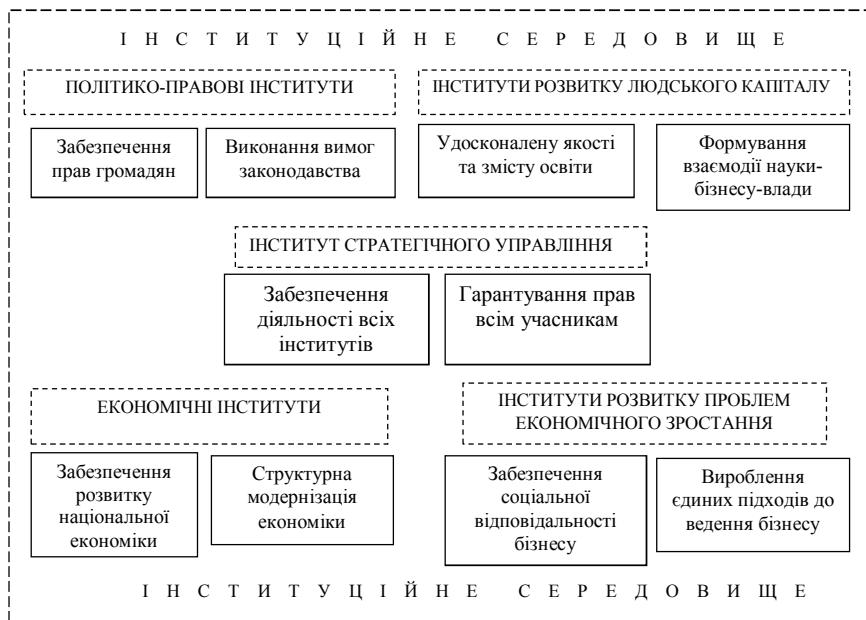 І Н С Т И Т У Ц І Й Н Е С Е Р Е Д О В И Щ Е
ПОЛІТИКО-ПРАВОВІ ІНСТИТУТИ
ІНСТИТУТИ РОЗВИТКУ ЛЮДСЬКОГО КАПІТАЛУ
Забезпечення
прав громадян
Виконання вимог
законодавства
Удосконалену якості
та змісту освіти
Формування
взаємодії науки-
бізнесу-влади
ІНСТИТУТ СТРАТЕГІЧНОГО УПРАВЛІННЯ
Забезпечення
діяльності всіх
інститутів
Гарантування прав
всім учасникам
ЕКОНОМІЧНІ ІНСТИТУТИ
ІНСТИТУТИ РОЗВИТКУ ПРОБЛЕМ
ЕКОНОМІЧНОГО ЗРОСТАННЯ
Забезпечення
розвитку
національної
економіки
Структурна
модернізація
економіки
Забезпечення
соціальної
відповідальності
бізнесу
Вироблення
єдиних підходів до
ведення бізнесу
І Н С Т И Т У Ц І Й Н Е С Е Р Е Д О В И Щ Е